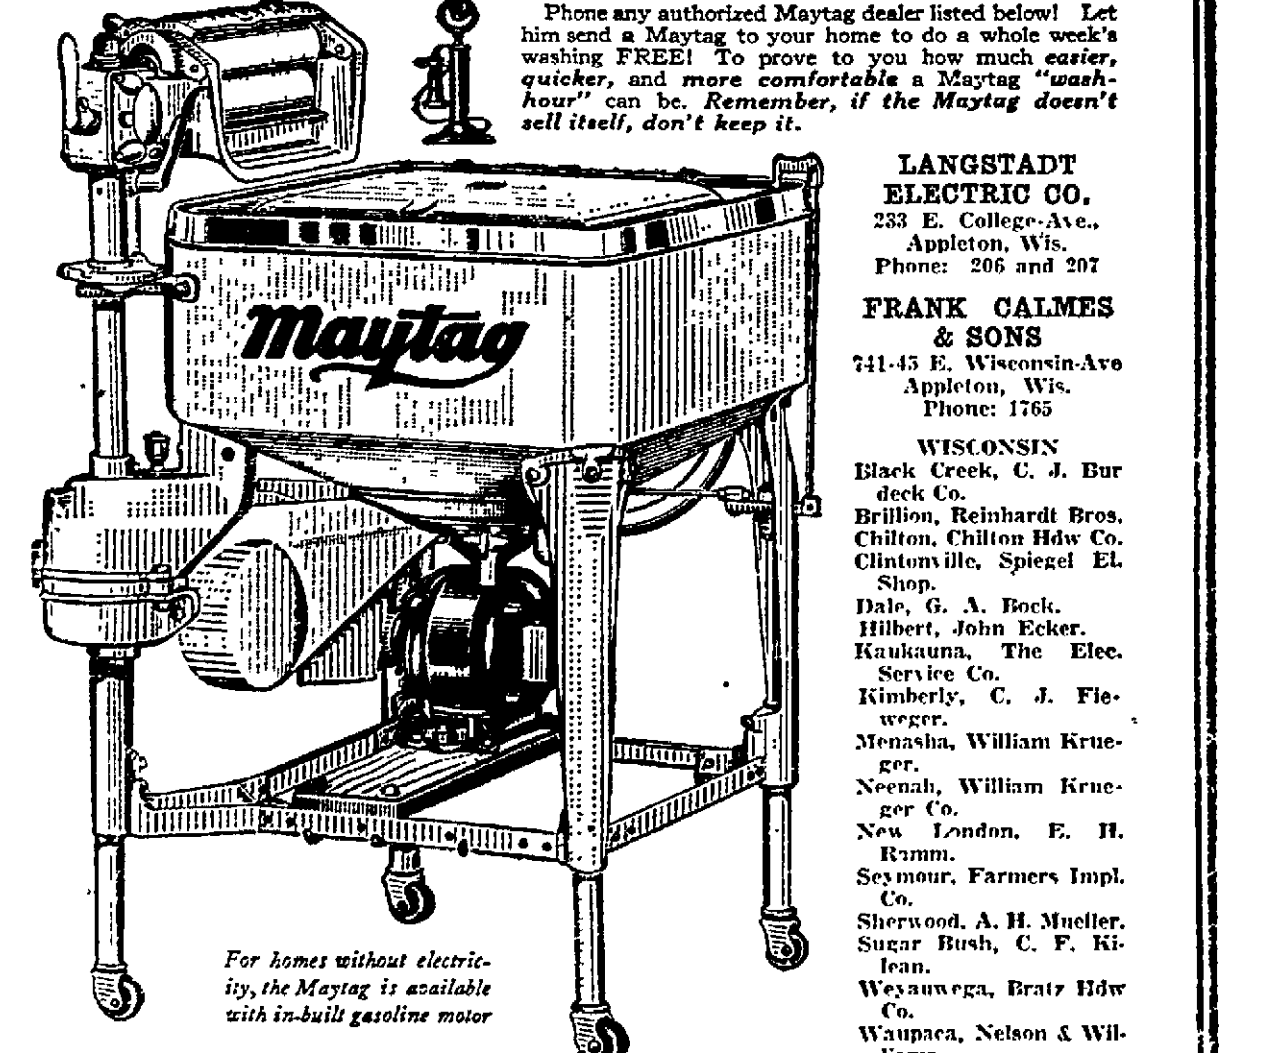 Phone any authorized Maytag dealer listed below! Let
him send a Maytag to your home to do a whole week's
washing FREE! To prove to you how much easier,
quicker, and more comfortable a Maytag "wash-
hour" can be. Remember, if the Maytag doesn't
sell itself, don't keep it.
Maytag
LANGSTADT
ELECTRIC CO.
233 E. College-Ave.,
Appleton, Wis.
Phone: 206 and 207
FRANK CALMES
& SONS
741-43 E. Wisconsin-Ave
Appleton, Wis.
Phone: 1765
WISCONSIN
Black Creek, C. J. Bur
deck Co.
Brillion, Reinhardt Bros.
Chilton, Chilton Hdw Co.
Clintonville, Spiegel El.
Shop.
Dale, G. A. Bock.
Hilbert, John Ecker.
Kaukauna, The Elec.
Service Co.
Kimberly, C. J. Fie-
weger.
Menasha, William Krue-
ger.
Neenah, William Krue-
ger Co.
New London, E. H.
Ramm.
Seymour, Farmers Impl.
Co.
Sherwood, A. H. Mueller.
Sugar Bush, C. F. Ki-
lean.
Weyauwega, Bratz Hdw
Co.
Waupaca, Nelson & Wil-
For homes without electric-
ity, the Maytag is available
with in-built gasoline motor